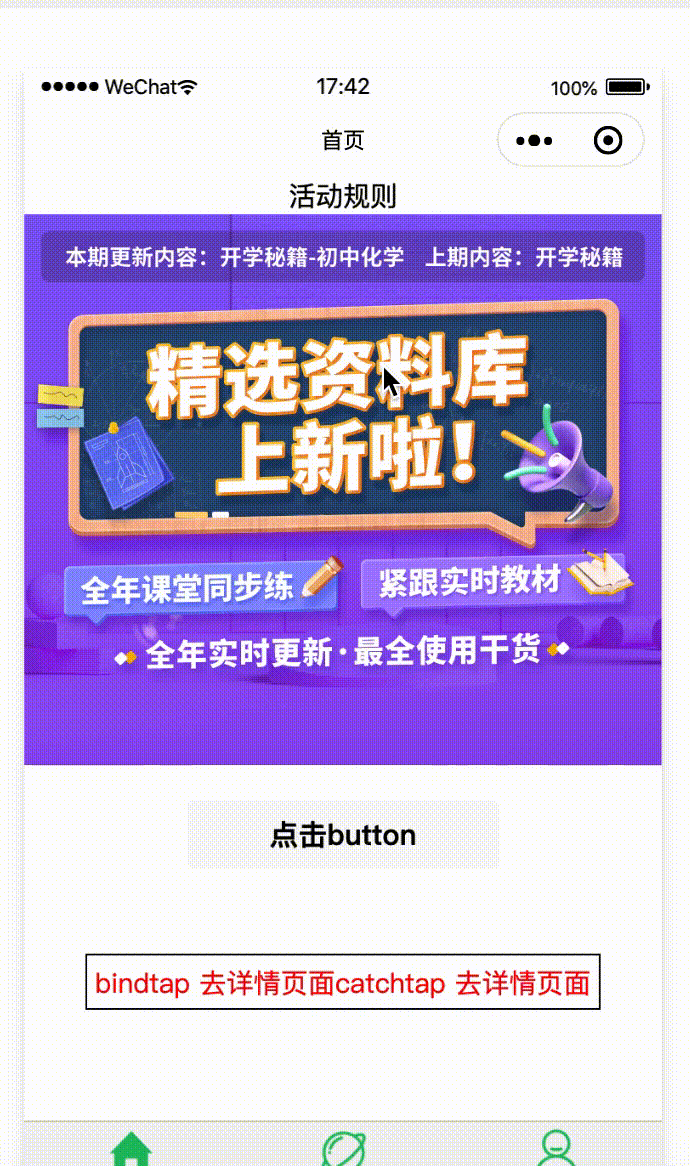 WeChat 17:42 100%
首页
活动规则
本期更新内容：开学秘籍-初中化学 上期内容：开学秘籍
精选资料库
上新啦！
全年课堂同步练 紧跟实时教材
全年实时更新·最全使用干货
点击button
bindtap 去详情页面catchtap 去详情页面